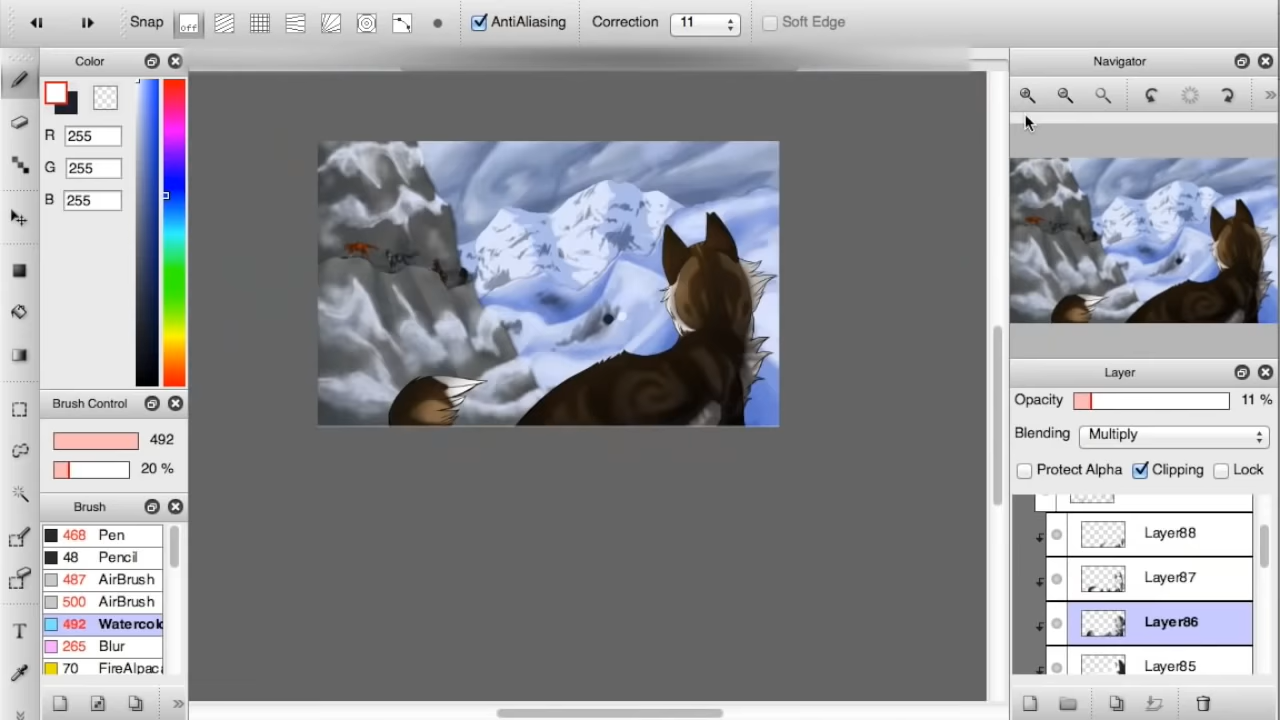 Snap off AntiAliasing Correction 11 Soft Edge
Color
R 255
G 255
B 255
Brush Control
492
20 %
Brush
468 Pen
48 Pencil
487 AirBrush
500 AirBrush
492 Watercol
265 Blur
70 FireAlpac
T
Navigator
Layer
Opacity 11 %
Blending Multiply
Protect Alpha Clipping Lock
Layer88
Layer87
Layer86
Layer85